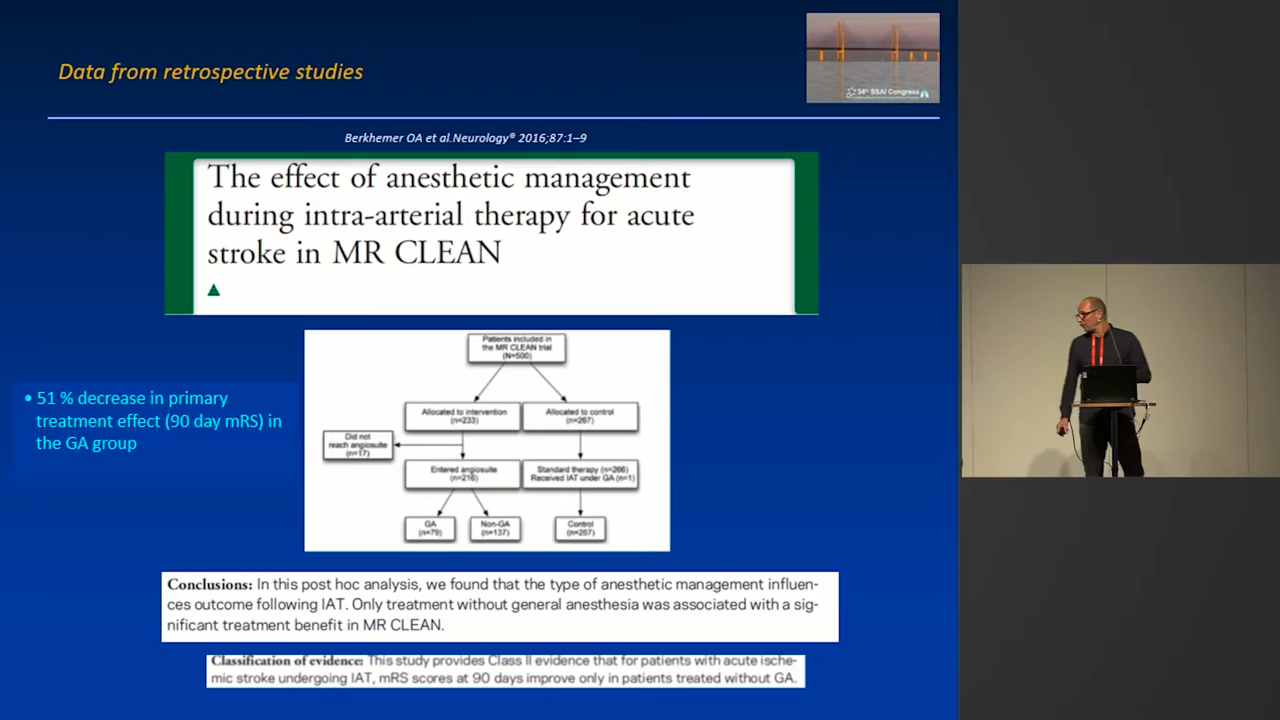 Data from retrospective studies
34th SSAI Congress
Berkhemer OA et al.Neurology® 2016;87:1–9
The effect of anesthetic management
during intra-arterial therapy for acute
stroke in MR CLEAN
• 51 % decrease in primary
treatment effect (90 day mRS) in
the GA group
Patients included in
the MR CLEAN trial
(N=500)
Allocated to intervention
(n=233)
Allocated to control
(n=267)
Did not
reach angiosuite
(n=17)
Entered angiosuite
(n=216)
Standard therapy (n=266)
Received IAT under GA (n=1)
GA
(n=79)
Non-GA
(n=137)
Control
(n=267)
Conclusions: In this post hoc analysis, we found that the type of anesthetic management influen-
ces outcome following IAT. Only treatment without general anesthesia was associated with a sig-
nificant treatment benefit in MR CLEAN.
Classification of evidence: This study provides Class II evidence that for patients with acute ische-
mic stroke undergoing IAT, mRS scores at 90 days improve only in patients treated without GA.